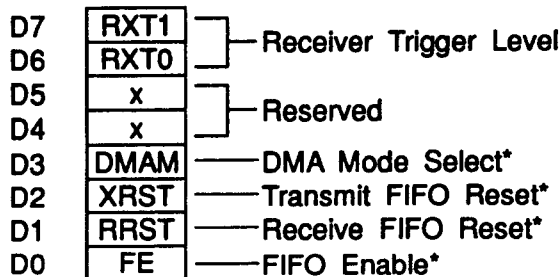 D7 RXT1 Receiver Trigger Level
D6 RXT0
D5 x Reserved
D4 x
D3 DMAM DMA Mode Select*
D2 XRST Transmit FIFO Reset*
D1 RRST Receive FIFO Reset*
D0 FE FIFO Enable*